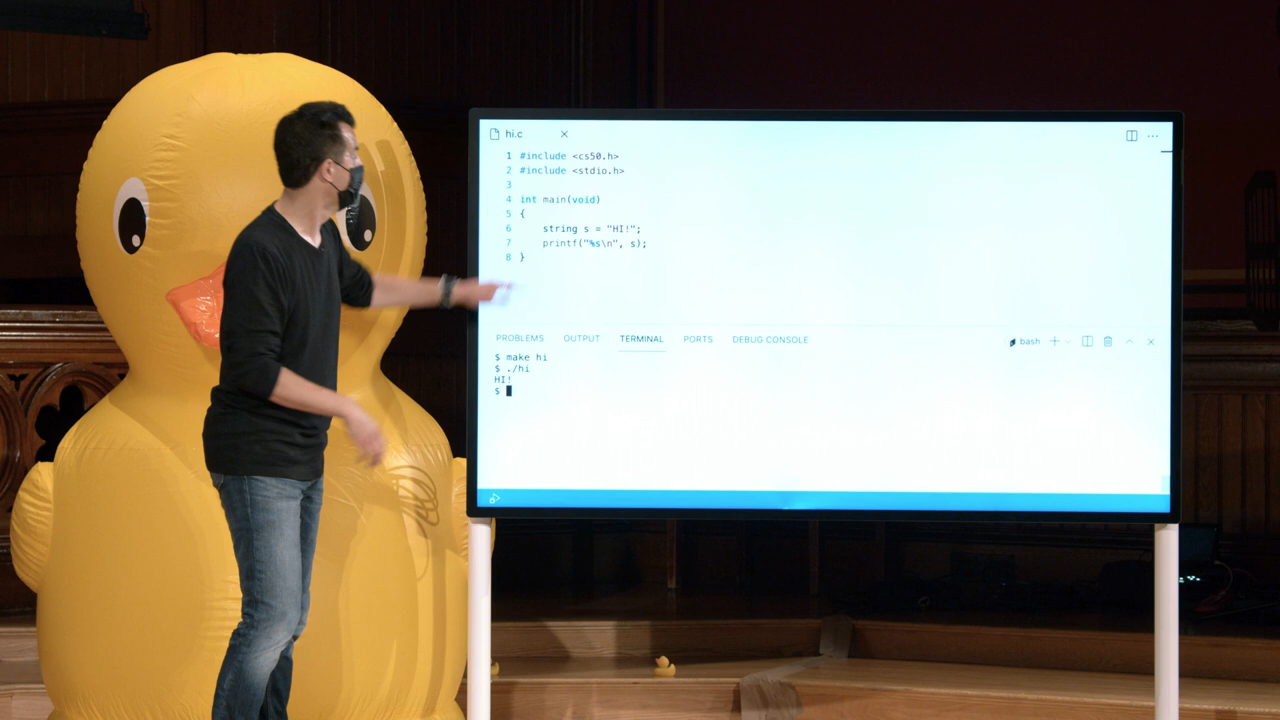 hi.c
1 #include <cs50.h>
2 #include <stdio.h>
3
4 int main(void)
5 {
6     string s = "HI!";
7     printf("%s\n", s);
8 }
PROBLEMS OUTPUT TERMINAL PORTS DEBUG CONSOLE bash
$ make hi
$ ./hi
HI!
$